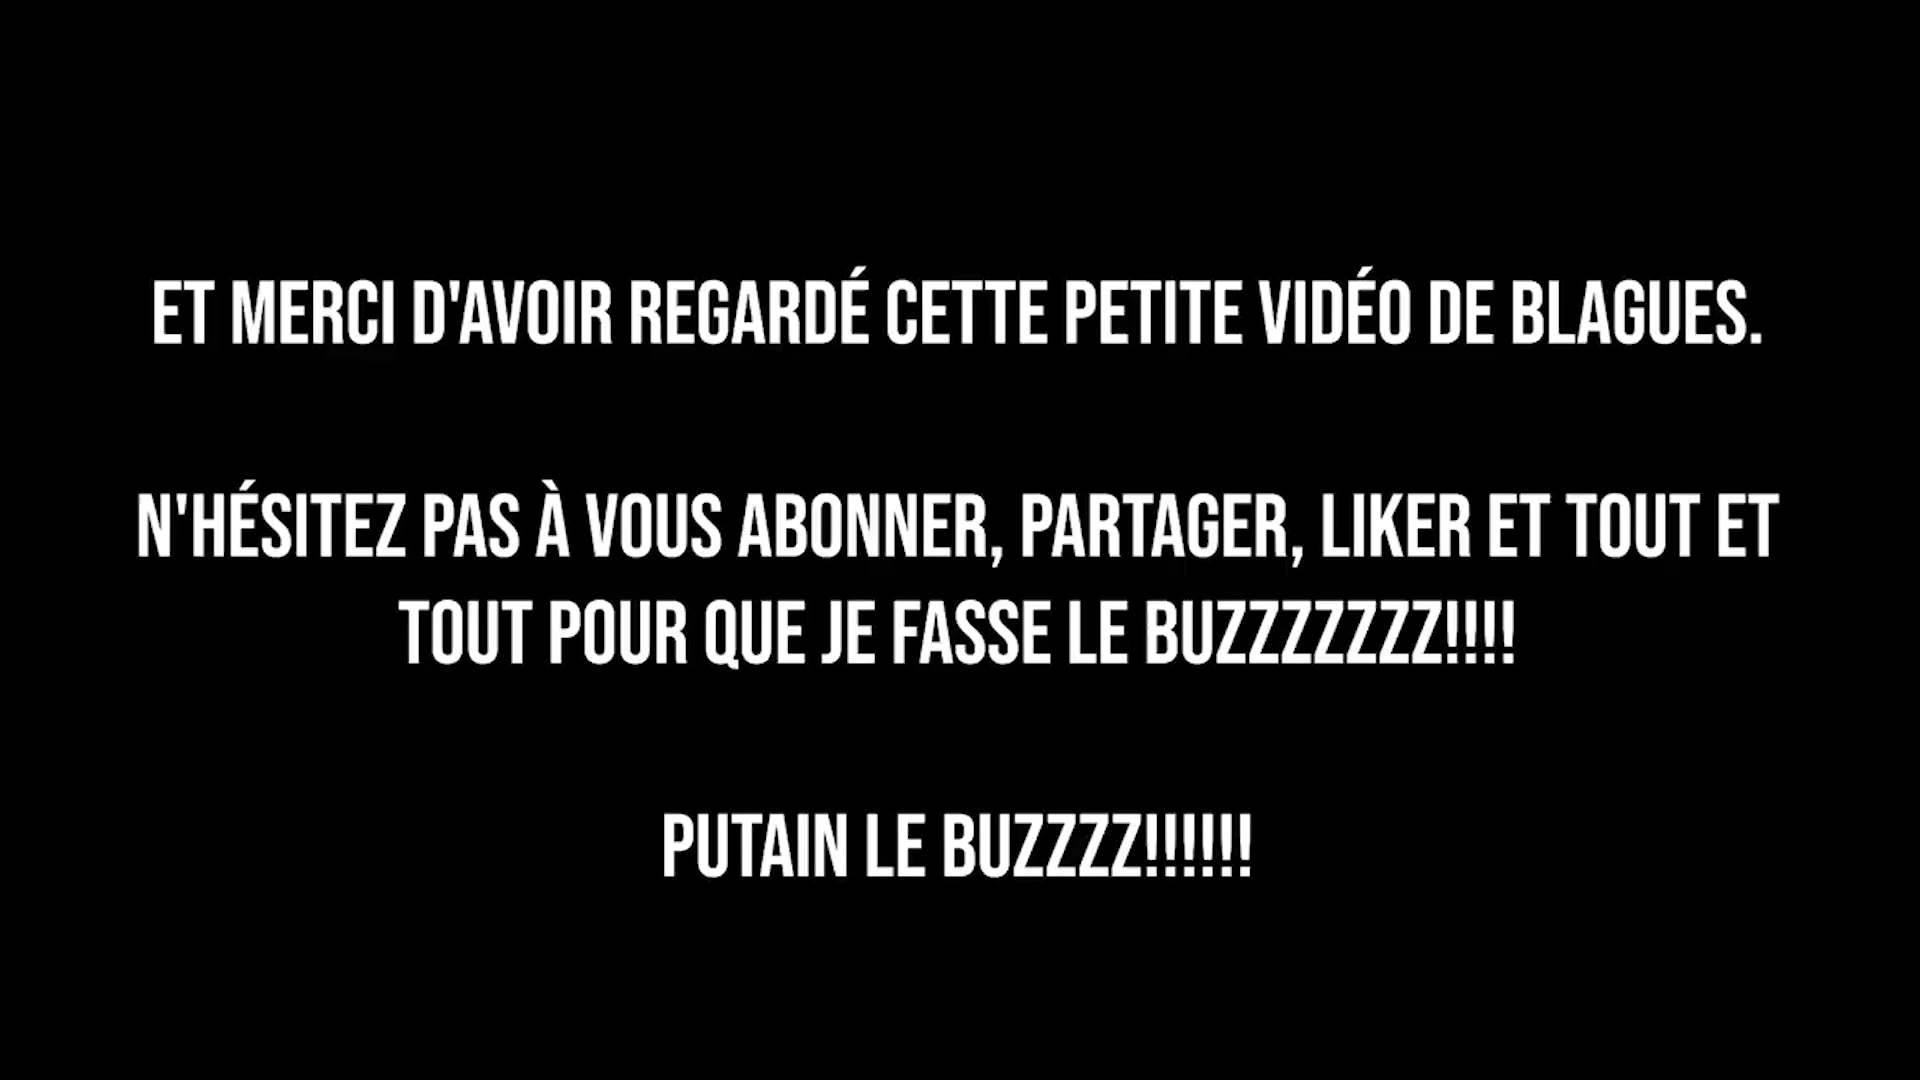 ET MERCI D'AVOIR REGARDÉ CETTE PETITE VIDÉO DE BLAGUES.
N'HÉSITEZ PAS À VOUS ABONNER, PARTAGER, LIKER ET TOUT ET
TOUT POUR QUE JE FASSE LE BUZZZZZZZ!!!!
PUTAIN LE BUZZZZ!!!!!!